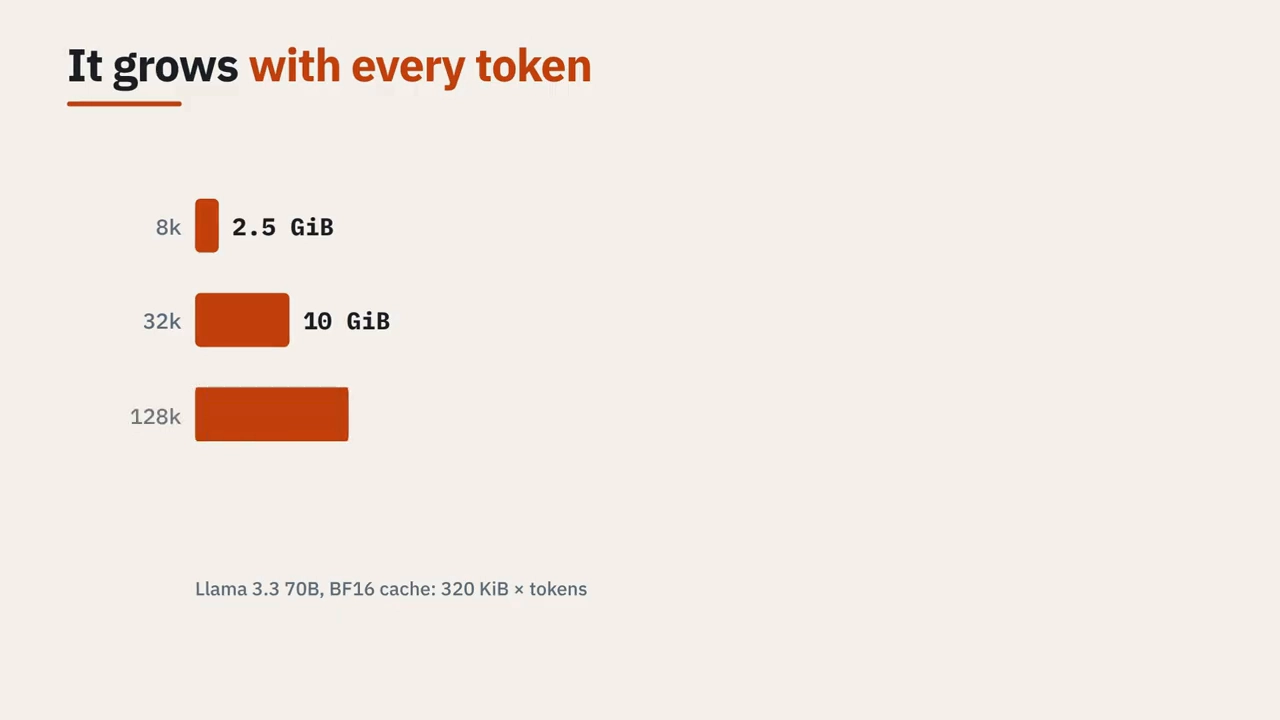 It grows with every token
8k 2.5 GiB
32k 10 GiB
128k
Llama 3.3 70B, BF16 cache: 320 KiB × tokens